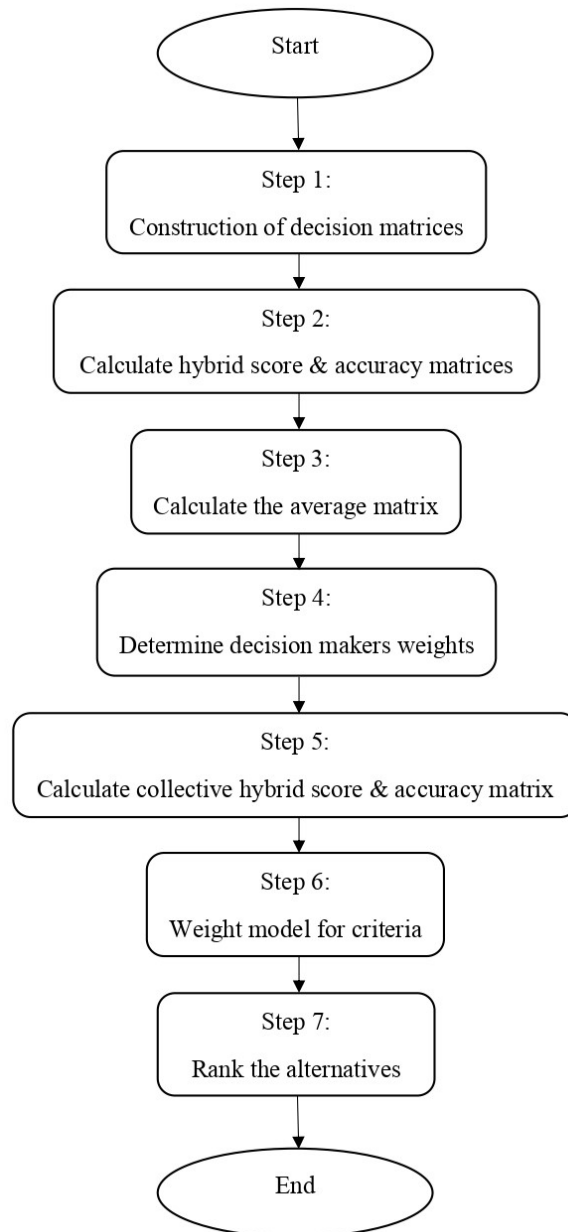 Start
Step 1:
Construction of decision matrices
Step 2:
Calculate hybrid score & accuracy matrices
Step 3:
Calculate the average matrix
Step 4:
Determine decision makers weights
Step 5:
Calculate collective hybrid score & accuracy matrix
Step 6:
Weight model for criteria
Step 7:
Rank the alternatives
End